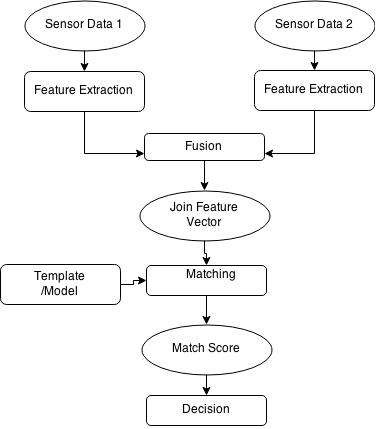 Sensor Data 1
Sensor Data 2
Feature Extraction
Feature Extraction
Fusion
Join Feature
Vector
Template
/Model
Matching
Match Score
Decision